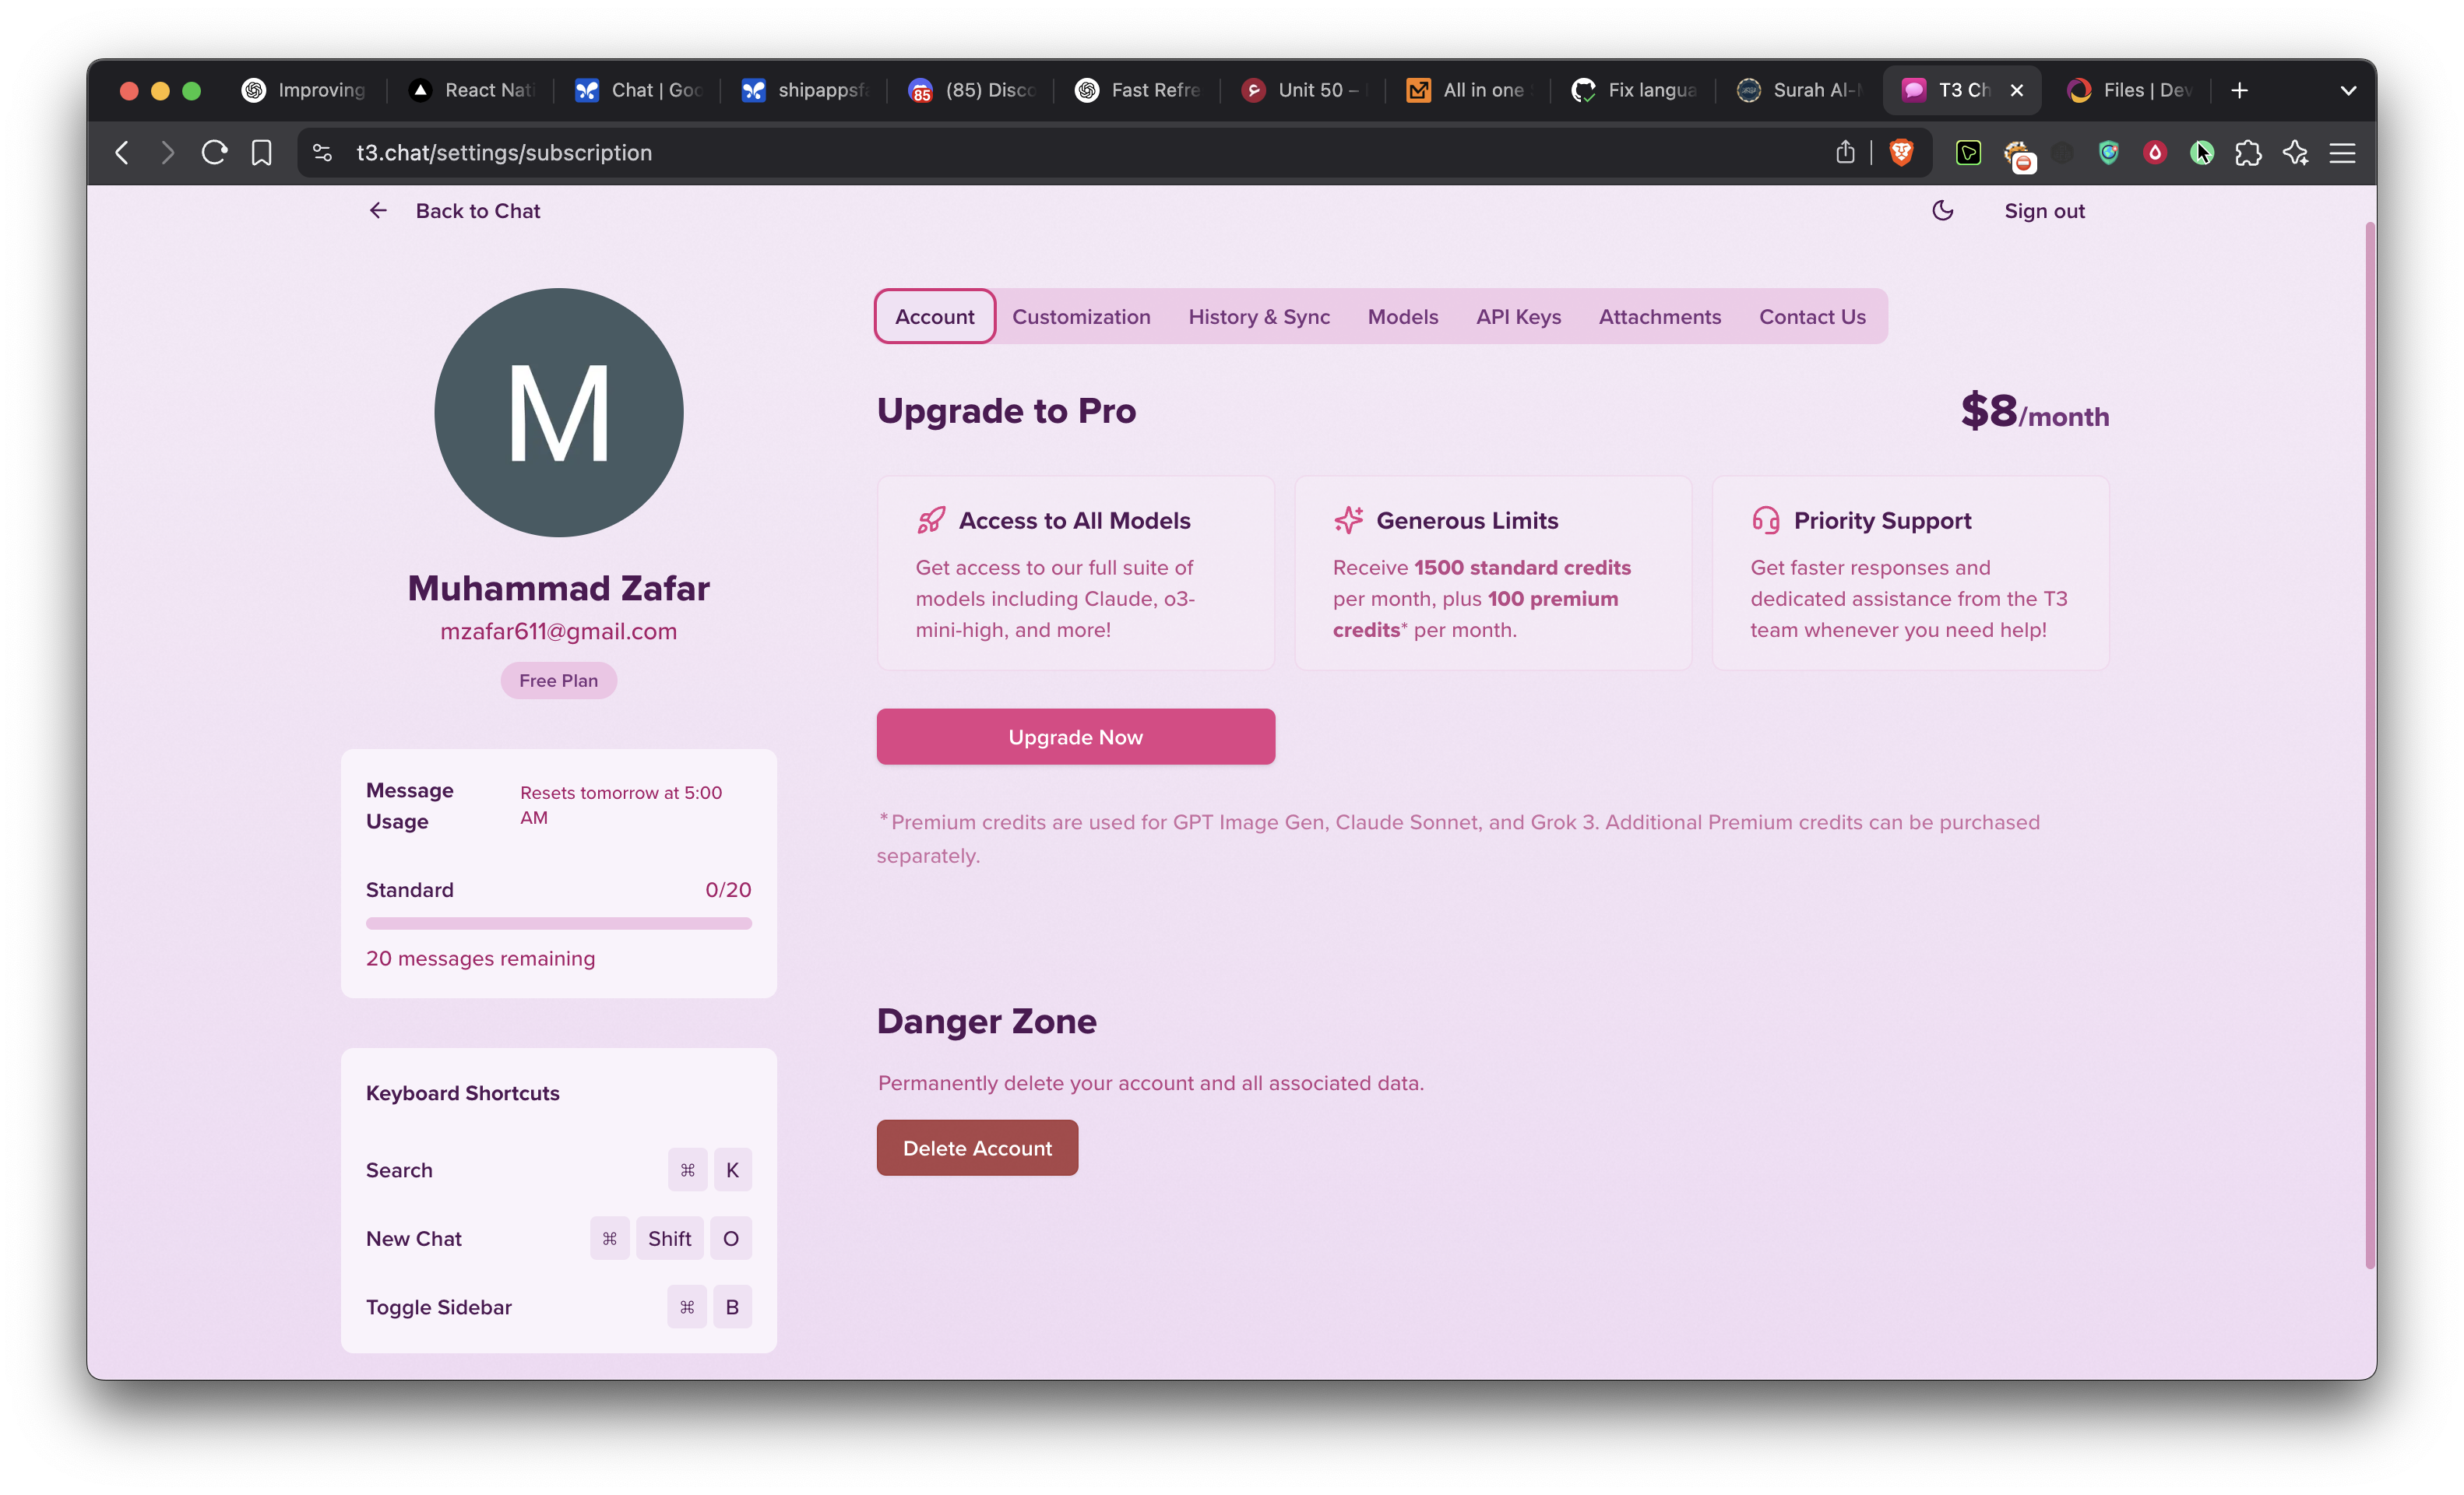 Improving
React Nati
Chat | Goo
shipappsfa
85
(85) Disco
Fast Refre
Unit 50 –
All in one
Fix langua
Surah Al-M
T3 Ch
Files | Dev
t3.chat/settings/subscription
Back to Chat
Sign out
M
Muhammad Zafar
mzafar611@gmail.com
Free Plan
Message
Usage
Resets tomorrow at 5:00
AM
Standard
0/20
20 messages remaining
Keyboard Shortcuts
Search ⌘ K
New Chat ⌘ Shift O
Toggle Sidebar ⌘ B
Account Customization History & Sync Models API Keys Attachments Contact Us
Upgrade to Pro
$8/month
Access to All Models
Get access to our full suite of
models including Claude, o3-
mini-high, and more!
Generous Limits
Receive 1500 standard credits
per month, plus 100 premium
credits* per month.
Priority Support
Get faster responses and
dedicated assistance from the T3
team whenever you need help!
Upgrade Now
*Premium credits are used for GPT Image Gen, Claude Sonnet, and Grok 3. Additional Premium credits can be purchased
separately.
Danger Zone
Permanently delete your account and all associated data.
Delete Account